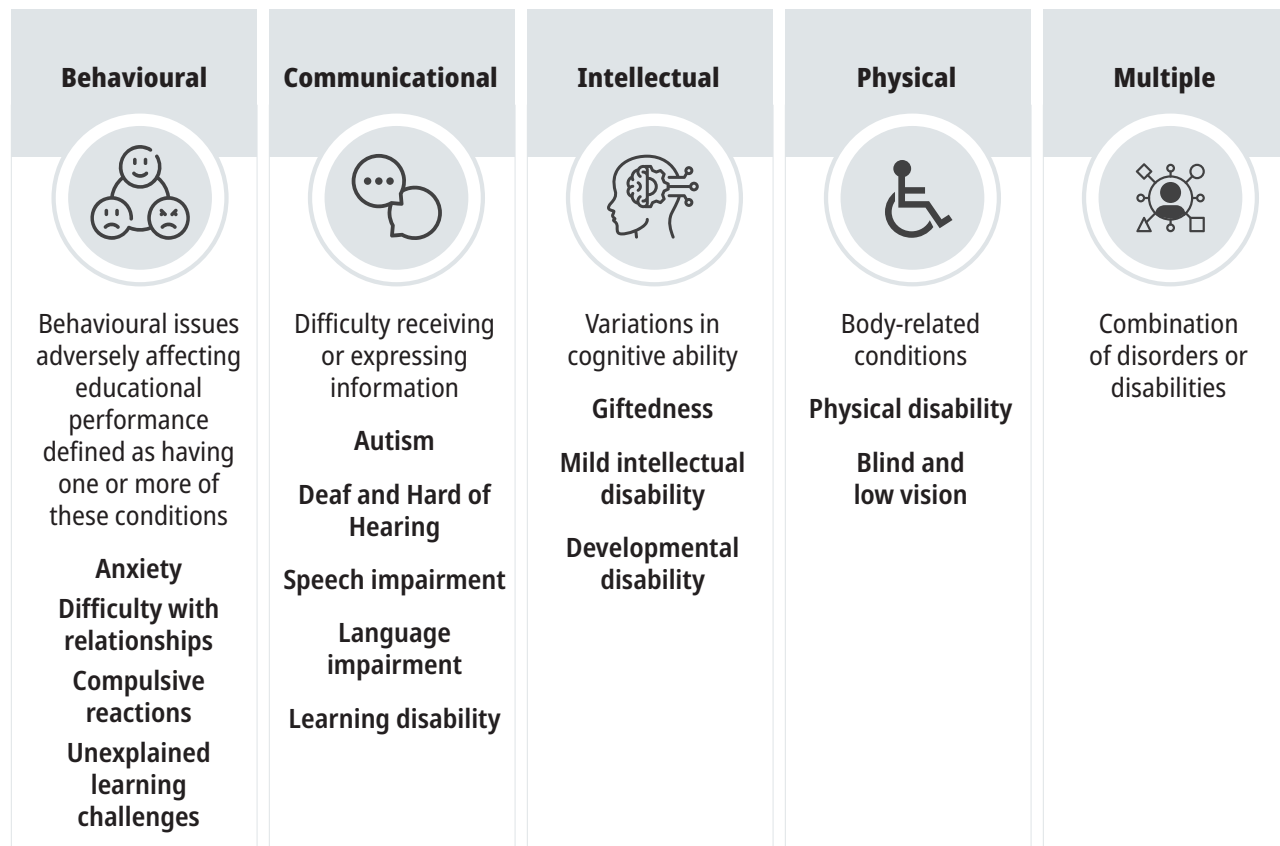 Behavioural
Behavioural issues
adversely affecting
educational
performance
defined as having
one or more of
these conditions
Anxiety
Difficulty with
relationships
Compulsive
reactions
Unexplained
learning
challenges
Communicational
Difficulty receiving
or expressing
information
Autism
Deaf and Hard of
Hearing
Speech impairment
Language
impairment
Learning disability
Intellectual
Variations in
cognitive ability
Giftedness
Mild intellectual
disability
Developmental
disability
Physical
Body-related
conditions
Physical disability
Blind and
low vision
Multiple
Combination
of disorders or
disabilities